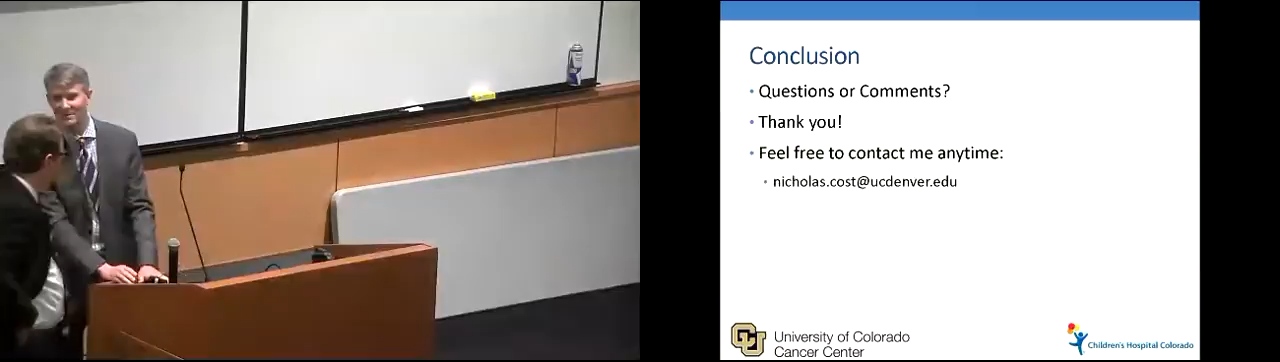 Conclusion
• Questions or Comments?
• Thank you!
• Feel free to contact me anytime:
• nicholas.cost@ucdenver.edu
CU
University of Colorado
Cancer Center
Children's Hospital Colorado